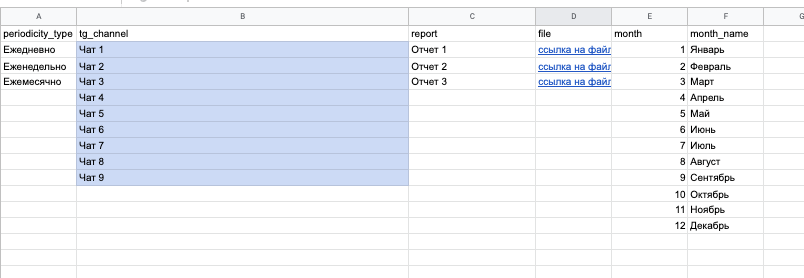 A B C D E F G
periodicity_type tg_channel report file month month_name
Ежедневно Чат 1 Отчет 1 ссылка на файл 1 Январь
Еженедельно Чат 2 Отчет 2 ссылка на файл 2 Февраль
Ежемесячно Чат 3 Отчет 3 ссылка на файл 3 Март
Чат 4 4 Апрель
Чат 5 5 Май
Чат 6 6 Июнь
Чат 7 7 Июль
Чат 8 8 Август
Чат 9 9 Сентябрь
10 Октябрь
11 Ноябрь
12 Декабрь